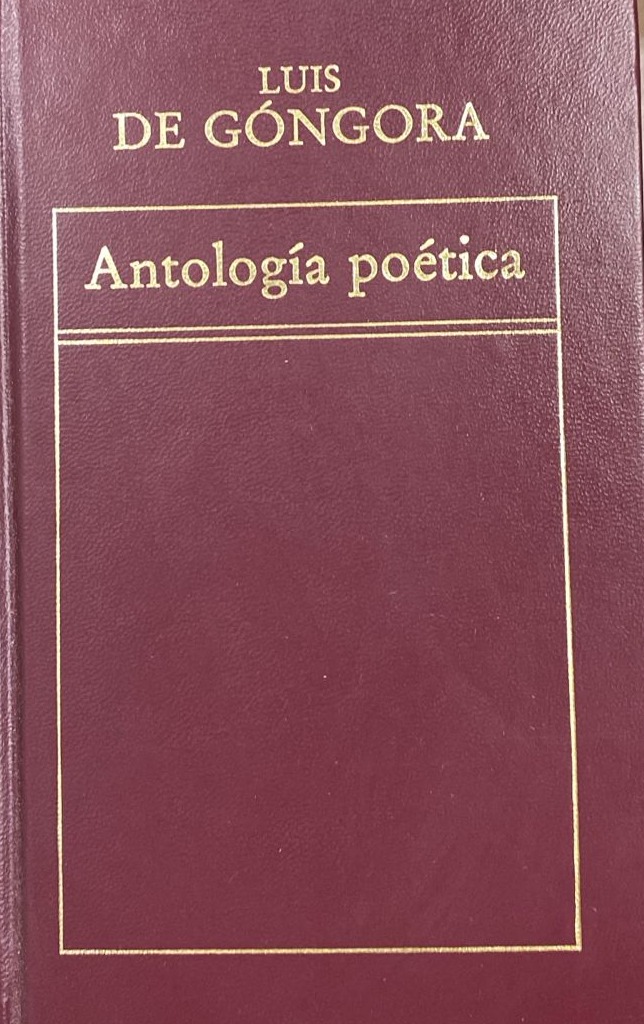 LUIS
DE GÓNGORA
Antología poética